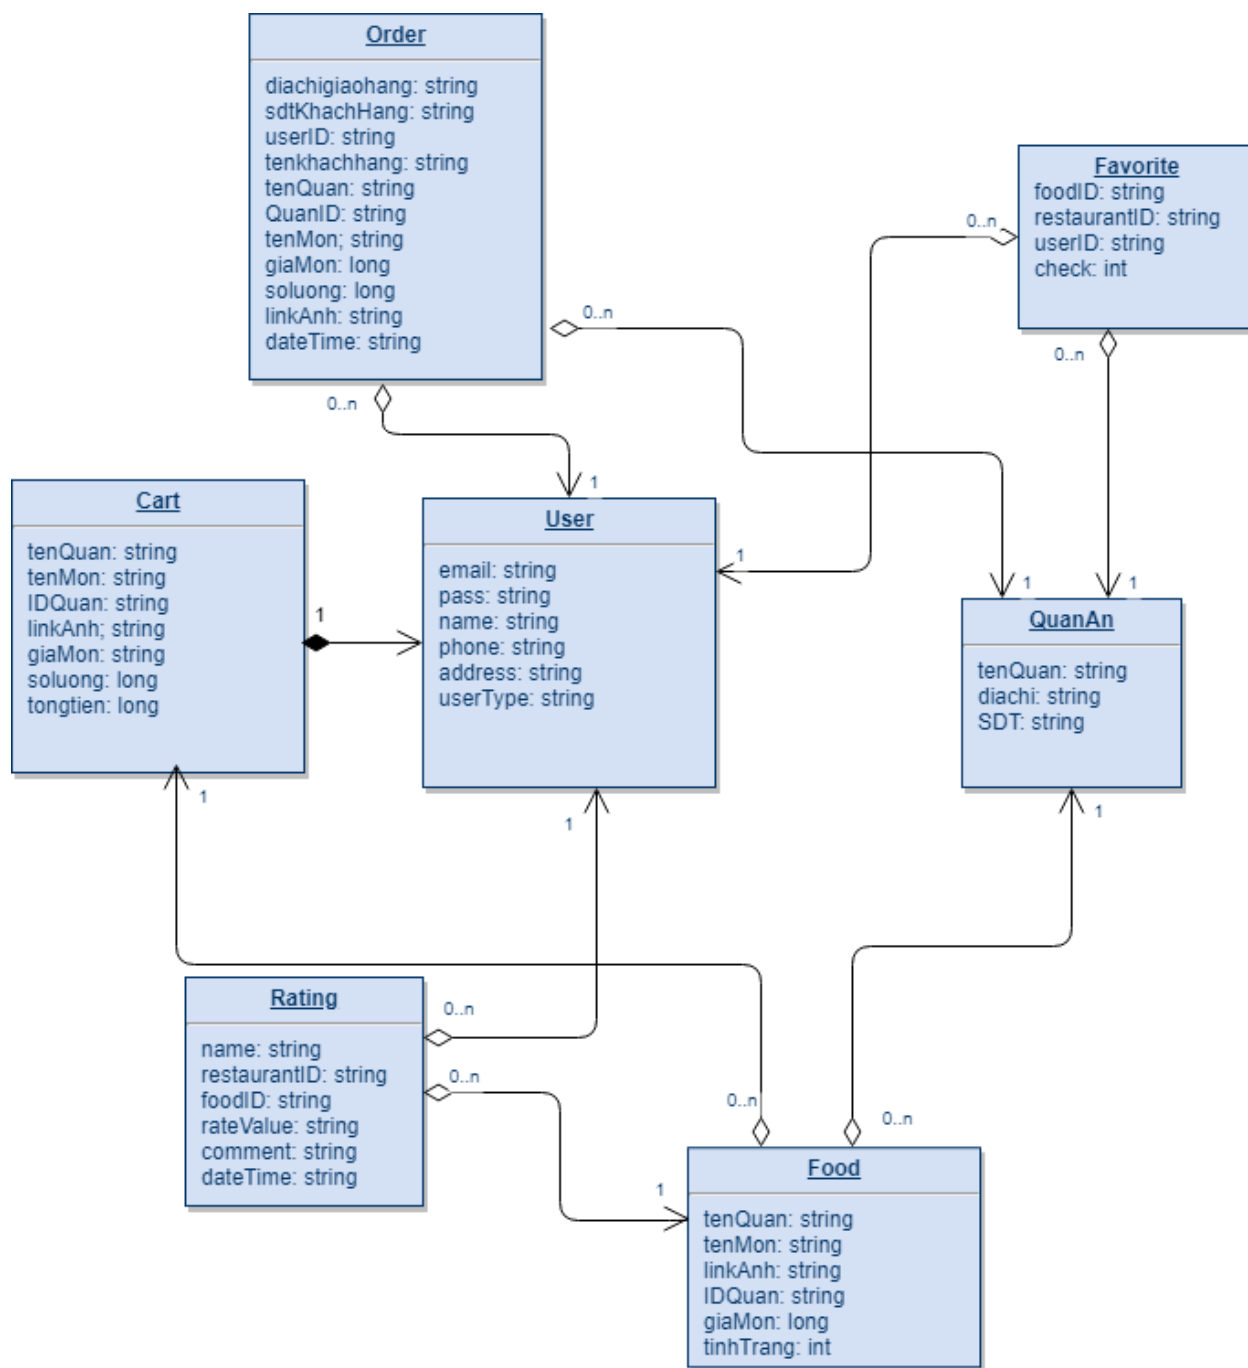 Order
diachigiaohang: string
sdtKhachHang: string
userID: string
tenkhachhang: string
tenQuan: string
QuanID: string
tenMon; string
giaMon: long
soluong: long
linkAnh: string
dateTime: string
Favorite
foodID: string
restaurantID: string
userID: string
check: int
0..n
0..n
0..n
0..n
1
1
1
1
Cart
tenQuan: string
tenMon: string
IDQuan: string
linkAnh; string
giaMon: string
soluong: long
tongtien: long
1
User
email: string
pass: string
name: string
phone: string
address: string
userType: string
QuanAn
tenQuan: string
diachi: string
SDT: string
1
1
1
Rating
name: string
restaurantID: string
foodID: string
rateValue: string
comment: string
dateTime: string
0..n
0..n
0..n
0..n
1
Food
tenQuan: string
tenMon: string
linkAnh: string
IDQuan: string
giaMon: long
tinhTrang: int